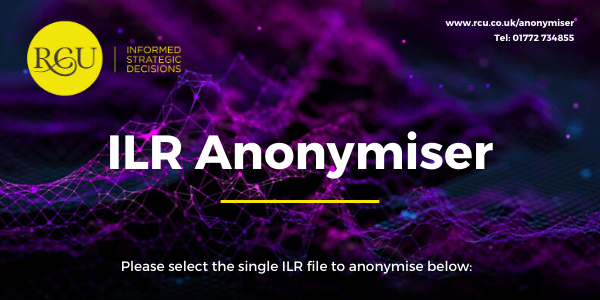 RCU
INFORMED
STRATEGIC
DECISIONS
www.rcu.co.uk/anonymiser
Tel: 01772 734855
ILR Anonymiser
Please select the single ILR file to anonymise below: